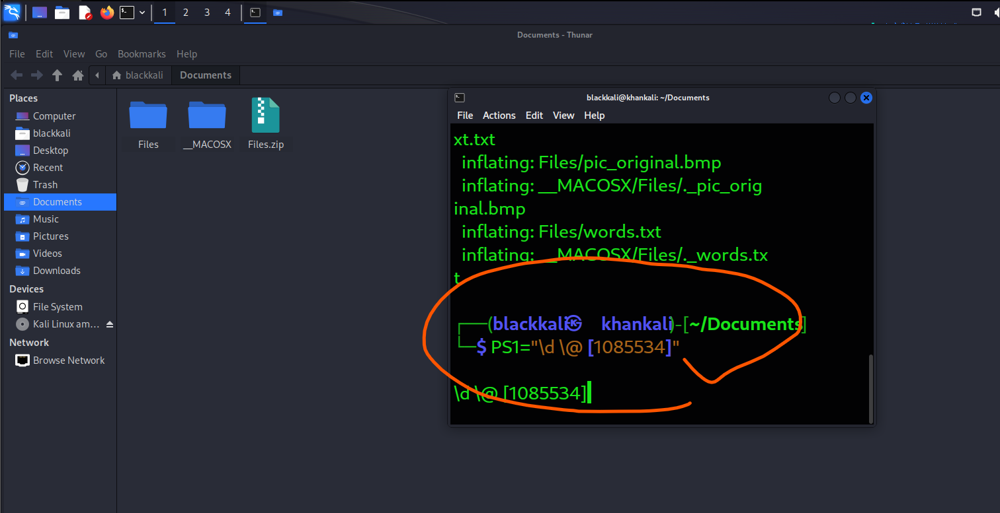 1 2 3 4
Documents - Thunar
File Edit View Go Bookmarks Help
blackkali Documents
Places
Computer
blackkali
Desktop
Recent
Trash
Documents
Music
Pictures
Videos
Downloads
Devices
File System
Kali Linux am...
Network
Browse Network
Files
__MACOSX
Files.zip
blackkali@khankali: ~/Documents
File Actions Edit View Help
xt.txt
inflating: Files/pic_original.bmp
inflating: __MACOSX/Files/._pic_orig
inal.bmp
inflating: Files/words.txt
inflating: __MACOSX/Files/._words.tx
t
┌──(blackkali㉿ khankali)-[~/Documents]
└─$ PS1="\d \@ [1085534]"
\d \@ [1085534]